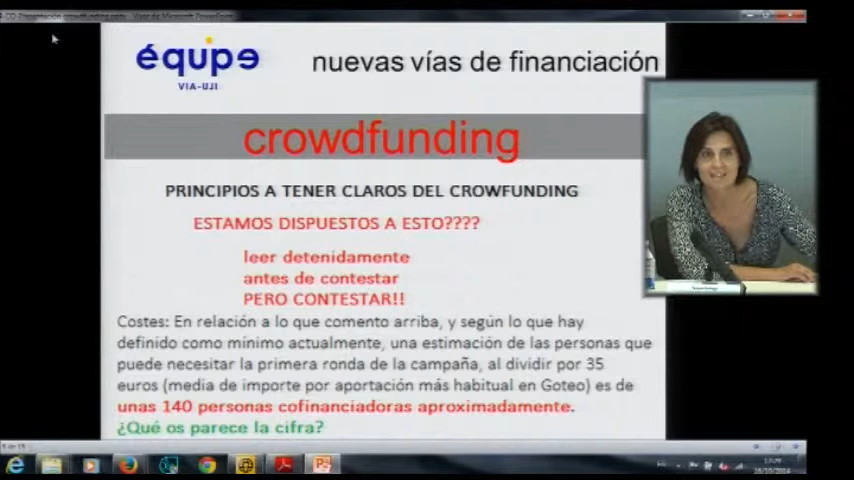 équipe
VIA-UJI
nuevas vías de financiación
crowdfunding
PRINCIPIOS A TENER CLAROS DEL CROWFUNDING
ESTAMOS DISPUESTOS A ESTO????
leer detenidamente
antes de contestar
PERO CONTESTAR!!
Costes: En relación a lo que comento arriba, y según lo que hay
definido como mínimo actualmente, una estimación de las personas que
puede necesitar la primera ronda de la campaña, al dividir por 35
euros (media de importe por aportación más habitual en Goteo) es de
unas 140 personas cofinanciadoras aproximadamente.
¿Qué os parece la cifra?